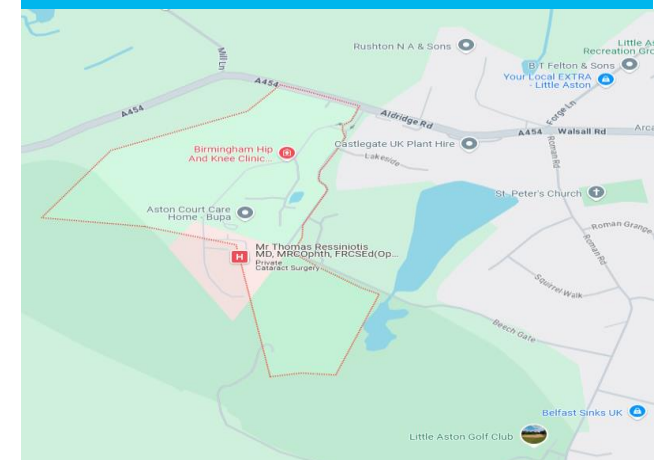 Rushton N A & Sons
Little As
Recreation Gro
B T Felton & Sons
Your Local EXTRA
- Little Aston
Mill Ln
A454
A454
Forge Ln
Aldridge Rd
A454
Walsall Rd
Arca
Castlegate UK Plant Hire
Roman Rd
Birmingham Hip
And Knee Clinic...
Lakeside
St. Peter's Church
Aston Court Care
Home - Bupa
Roman Grange
Mr Thomas Ressiniotis
MD, MRCOphth, FRCSEd(Op...
Private
Cataract Surgery
H
Roman Rd
Squirrel Walk
Beech Gate
Belfast Sinks UK
Little Aston Golf Club